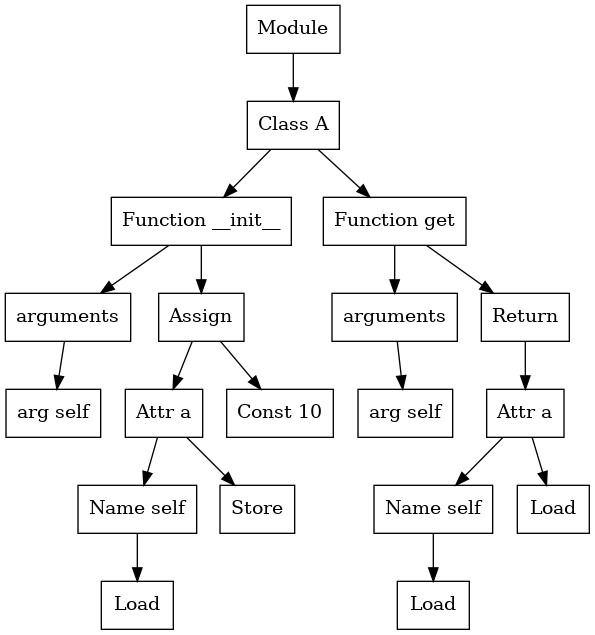 Module
Class A
Function __init__
Function get
arguments
Assign
arguments
Return
arg self
Attr a
Const 10
arg self
Attr a
Name self
Store
Name self
Load
Load
Load